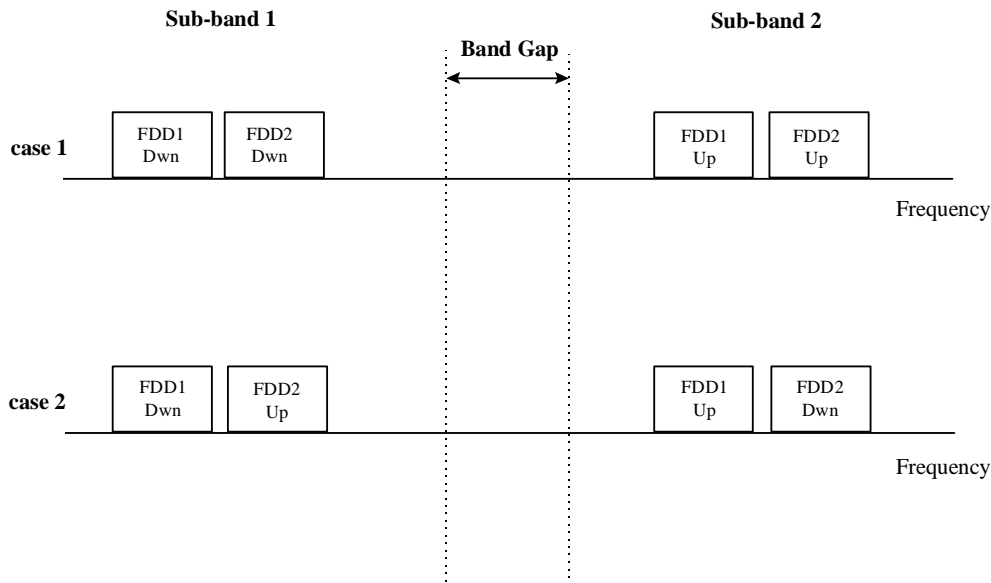 Sub-band 1
Sub-band 2
Band Gap
case 1
FDD1
Dwn
FDD2
Dwn
FDD1
Up
FDD2
Up
Frequency
case 2
FDD1
Dwn
FDD2
Up
FDD1
Up
FDD2
Dwn
Frequency